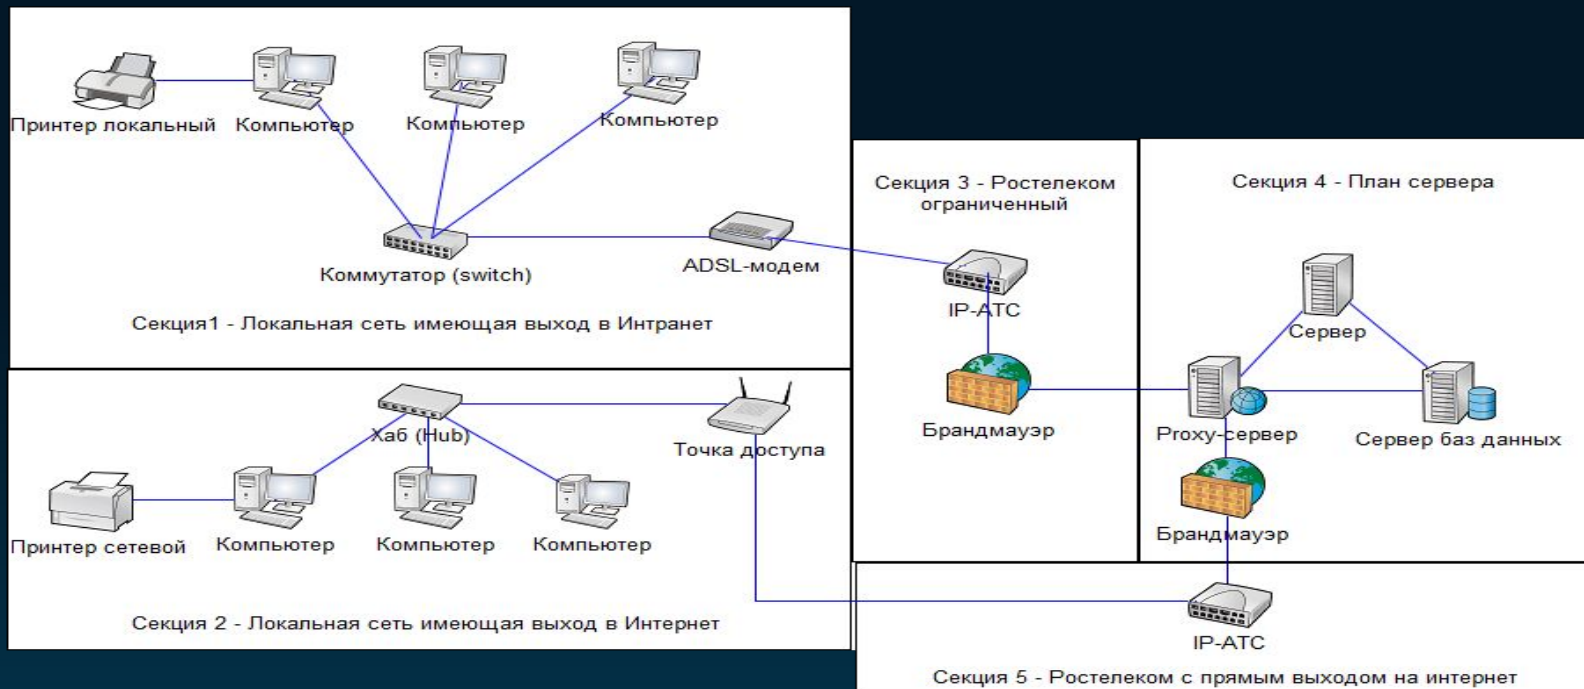 Принтер локальный
Компьютер
Компьютер
Компьютер
Коммутатор (switch)
ADSL-модем
Секция1 - Локальная сеть имеющая выход в Интранет
Хаб (Hub)
Точка доступа
Принтер сетевой
Компьютер
Компьютер
Компьютер
Секция 2 - Локальная сеть имеющая выход в Интернет
Секция 3 - Ростелеком
ограниченный
IP-АТС
Брандмауэр
Секция 4 - План сервера
Сервер
Proxy-сервер
Сервер баз данных
Брандмауэр
IP-АТС
Секция 5 - Ростелеком с прямым выходом на интернет